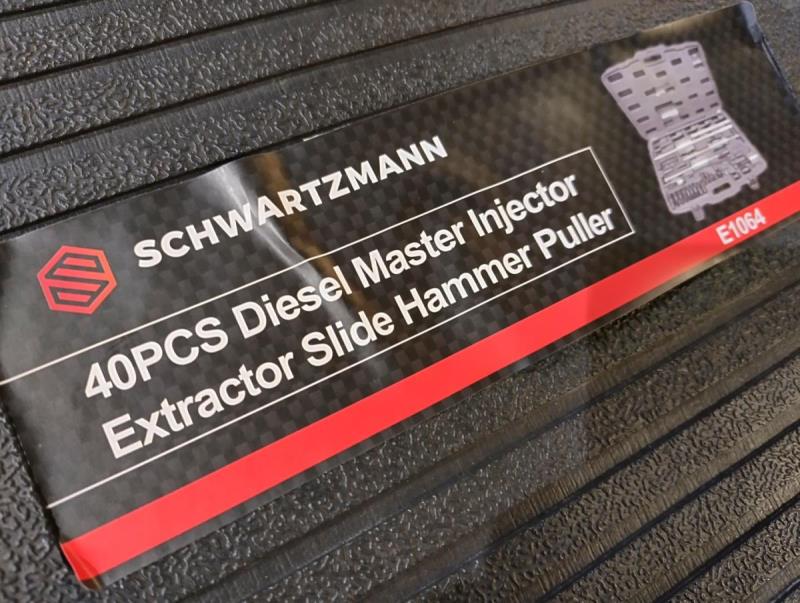 SCHWARTZMANN
40PCS Diesel Master Injector
Extractor Slide Hammer Puller
E1064